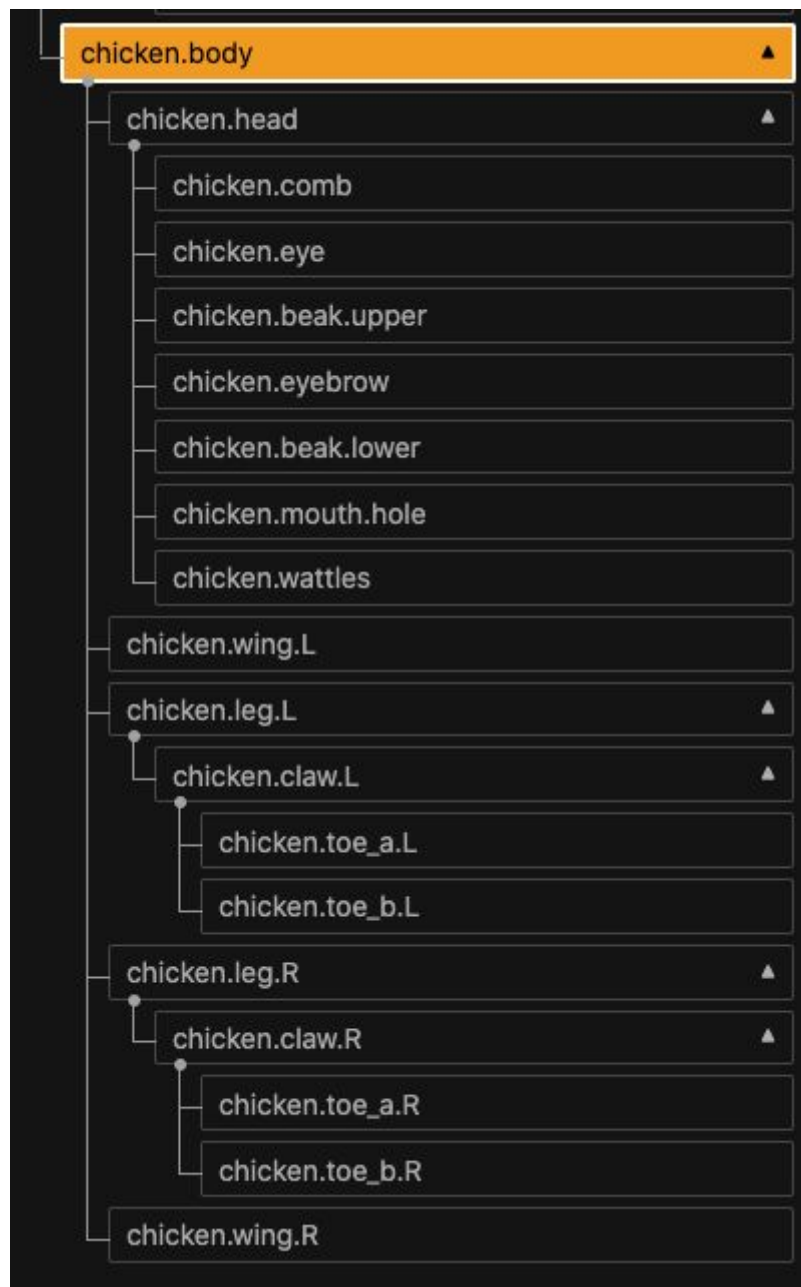 chicken.body
chicken.head
chicken.comb
chicken.eye
chicken.beak.upper
chicken.eyebrow
chicken.beak.lower
chicken.mouth.hole
chicken.wattles
chicken.wing.L
chicken.leg.L
chicken.claw.L
chicken.toe_a.L
chicken.toe_b.L
chicken.leg.R
chicken.claw.R
chicken.toe_a.R
chicken.toe_b.R
chicken.wing.R